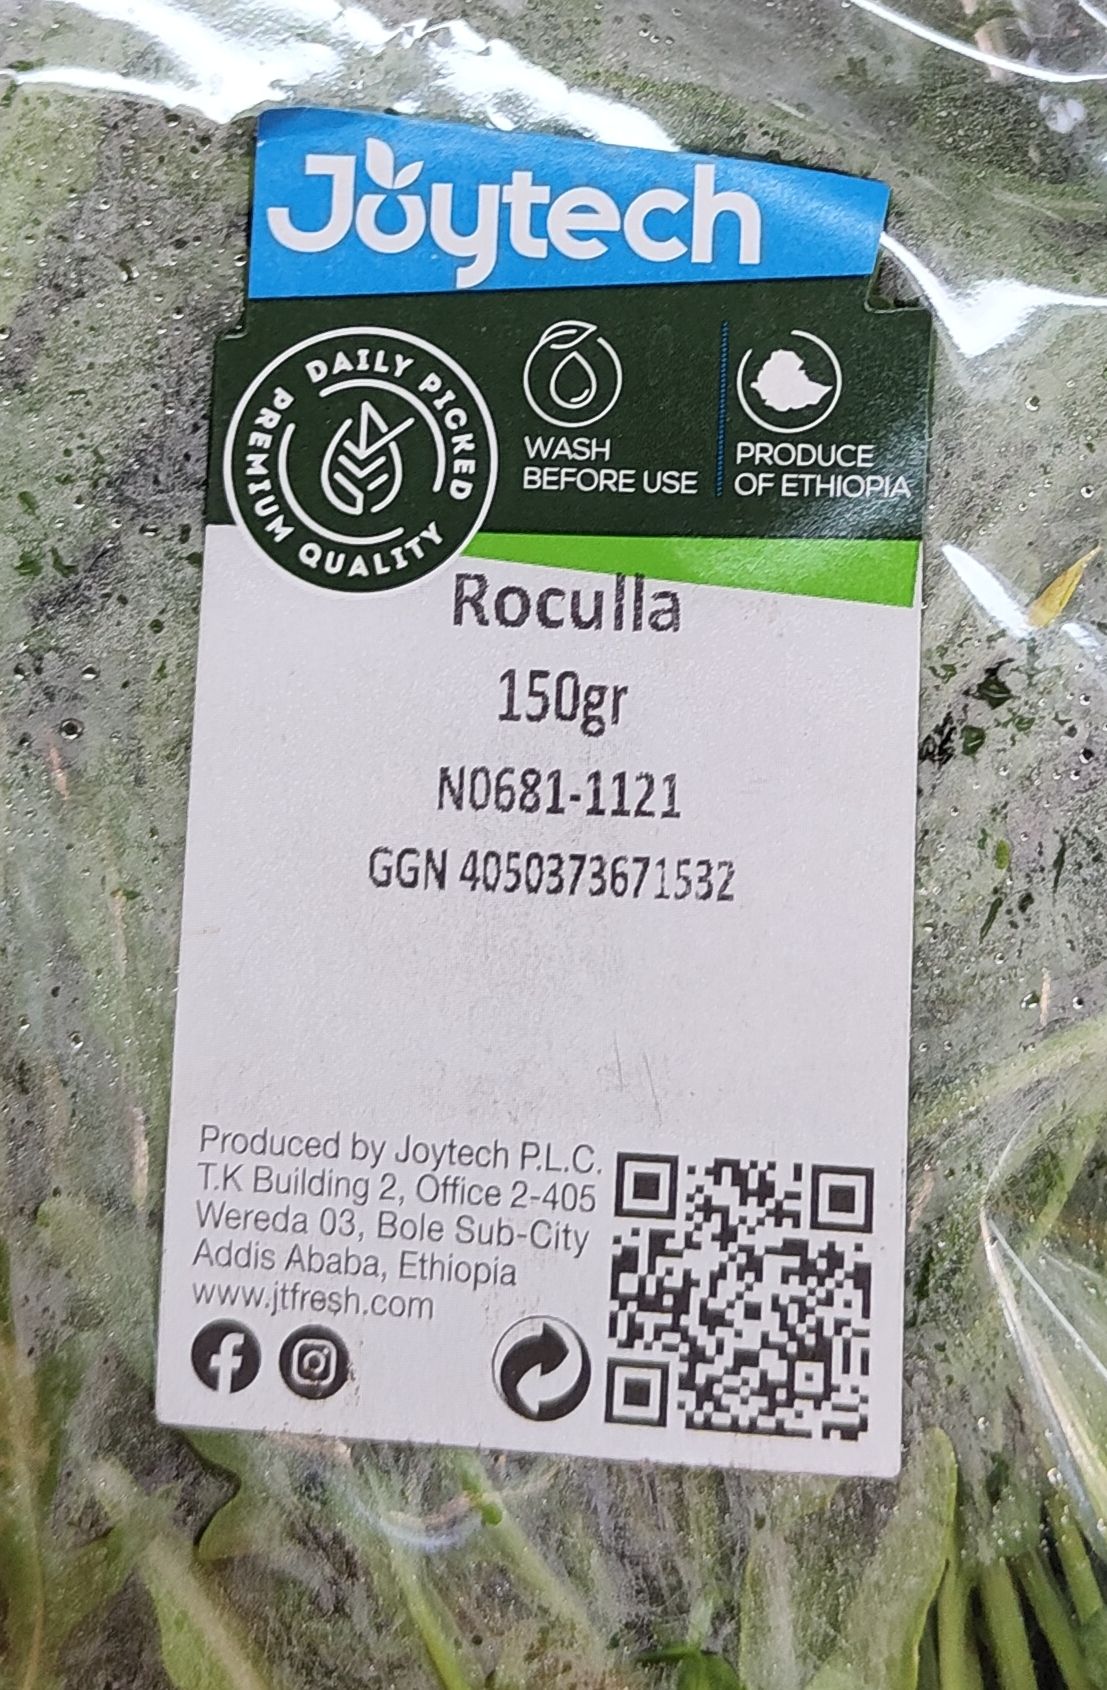 Joytech
DAILY PICKED
PREMIUM QUALITY
WASH
BEFORE USE
PRODUCE
OF ETHIOPIA
Roculla
150gr
N0681-1121
GGN 4050373671532
Produced by Joytech P.L.C.
T.K Building 2, Office 2-405
Wereda 03, Bole Sub-City
Addis Ababa, Ethiopia
www.jtfresh.com